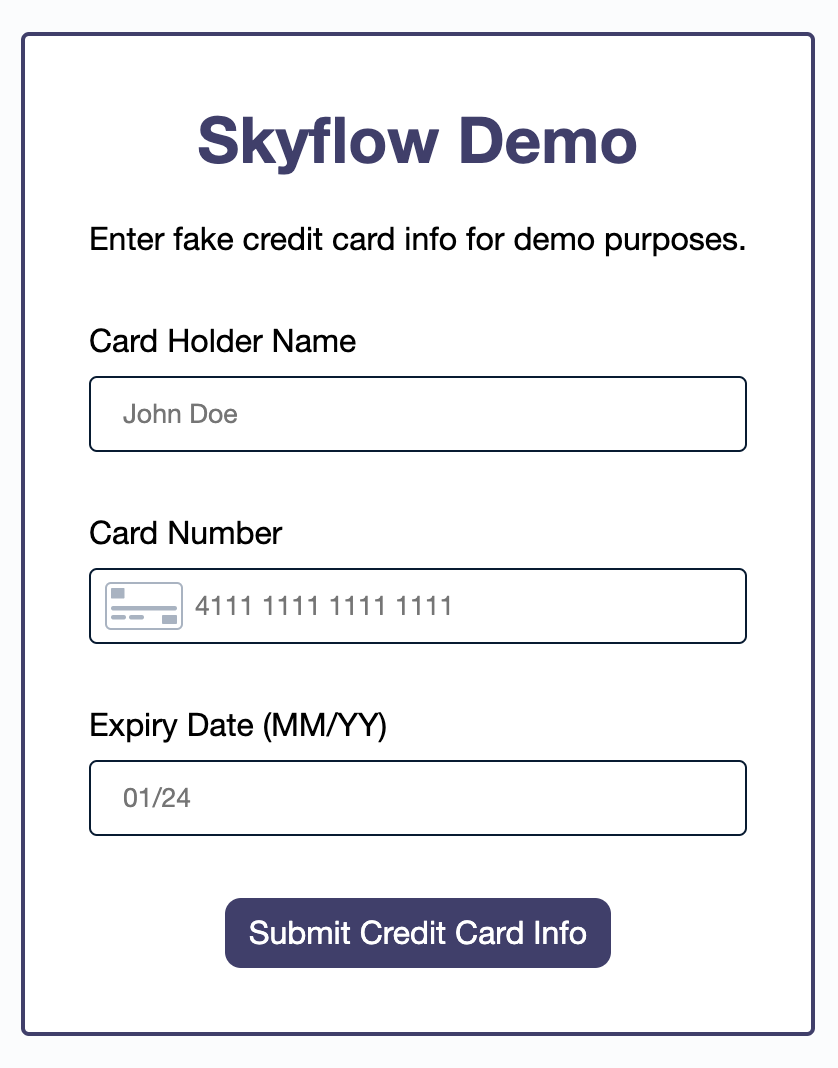 Skyflow Demo
Enter fake credit card info for demo purposes.
Card Holder Name
John Doe
Card Number
4111 1111 1111 1111
Expiry Date (MM/YY)
01/24
Submit Credit Card Info